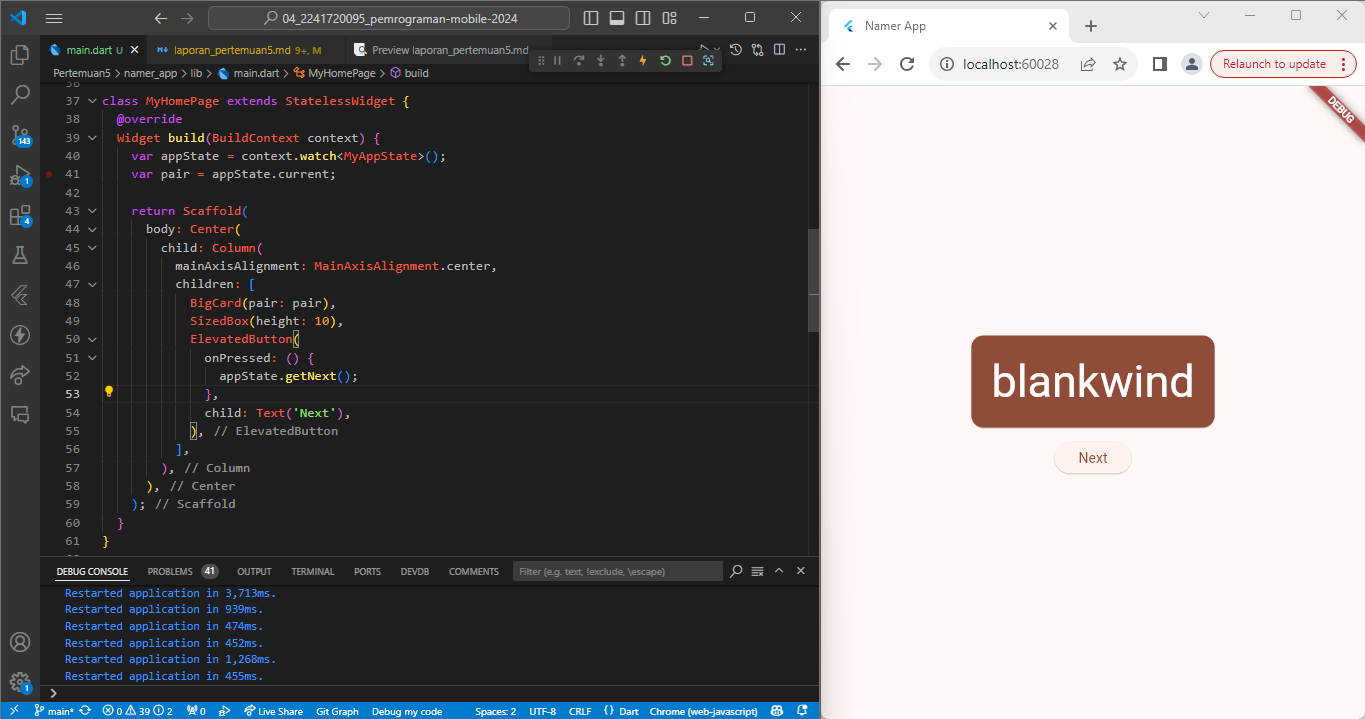 04_2241720095_pemrograman-mobile-2024
main.dart U
laporan_pertemuan5.md 9+, M
Preview laporan_pertemuan5.md
Pertemuan5 > namer_app > lib > main.dart > MyHomePage > build
37 class MyHomePage extends StatelessWidget {
38 @override
39 Widget build(BuildContext context) {
40 var appState = context.watch<MyAppState>();
41 var pair = appState.current;
42
43 return Scaffold(
44 body: Center(
45 child: Column(
46 mainAxisAlignment: MainAxisAlignment.center,
47 children: [
48 BigCard(pair: pair),
49 SizedBox(height: 10),
50 ElevatedButton(
51 onPressed: () {
52 appState.getNext();
53 },
54 child: Text('Next'),
55 ), // ElevatedButton
56 ],
57 ), // Column
58 ), // Center
59 ); // Scaffold
60 }
61 }
143
1
4
1
DEBUG CONSOLE PROBLEMS 41 OUTPUT TERMINAL PORTS DEVDB COMMENTS Filter (e.g. text, !exclude, \escape)
Restarted application in 3,713ms.
Restarted application in 939ms.
Restarted application in 474ms.
Restarted application in 452ms.
Restarted application in 1,268ms.
Restarted application in 455ms.
main* 0 39 2 0 Live Share Git Graph Debug my code Spaces: 2 UTF-8 CRLF {} Dart Chrome (web-javascript)
Namer App
localhost:60028
Relaunch to update
DEBUG
blankwind
Next